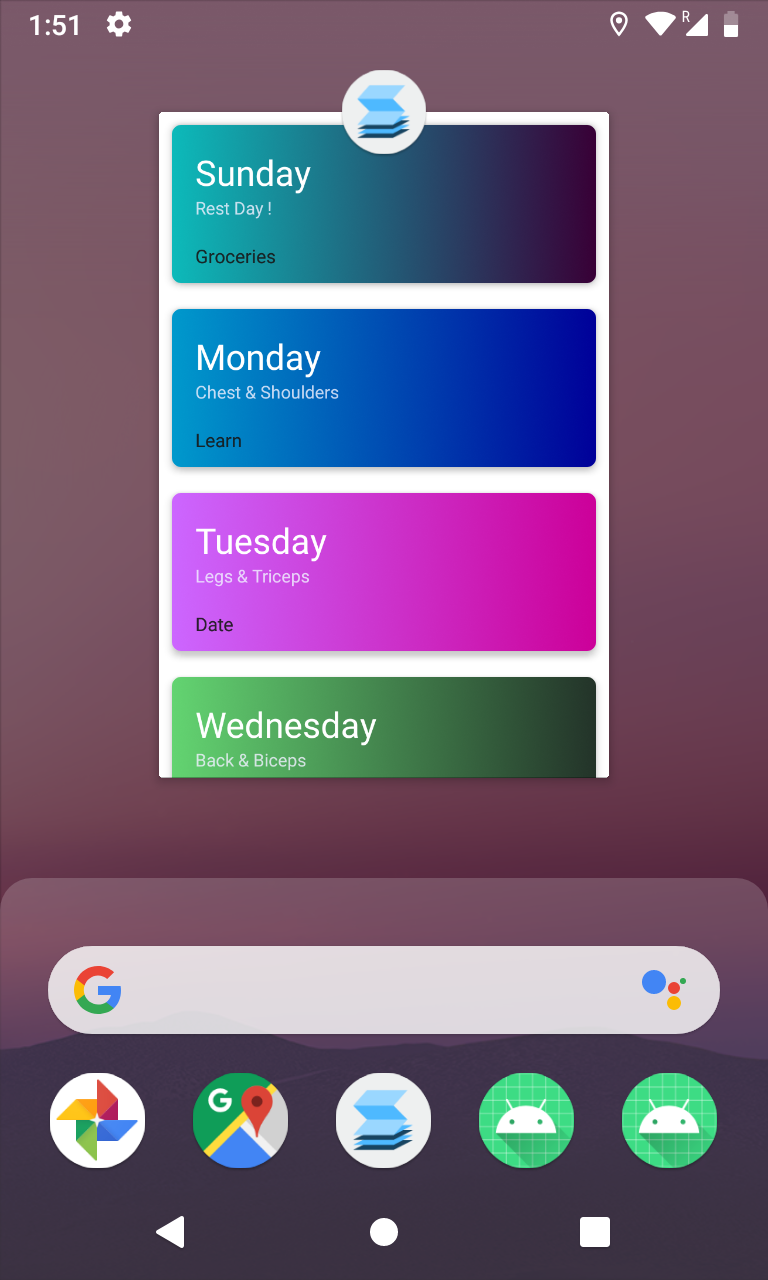 1:51
R
Sunday
Rest Day !
Groceries
Monday
Chest & Shoulders
Learn
Tuesday
Legs & Triceps
Date
Wednesday
Back & Biceps
G
G